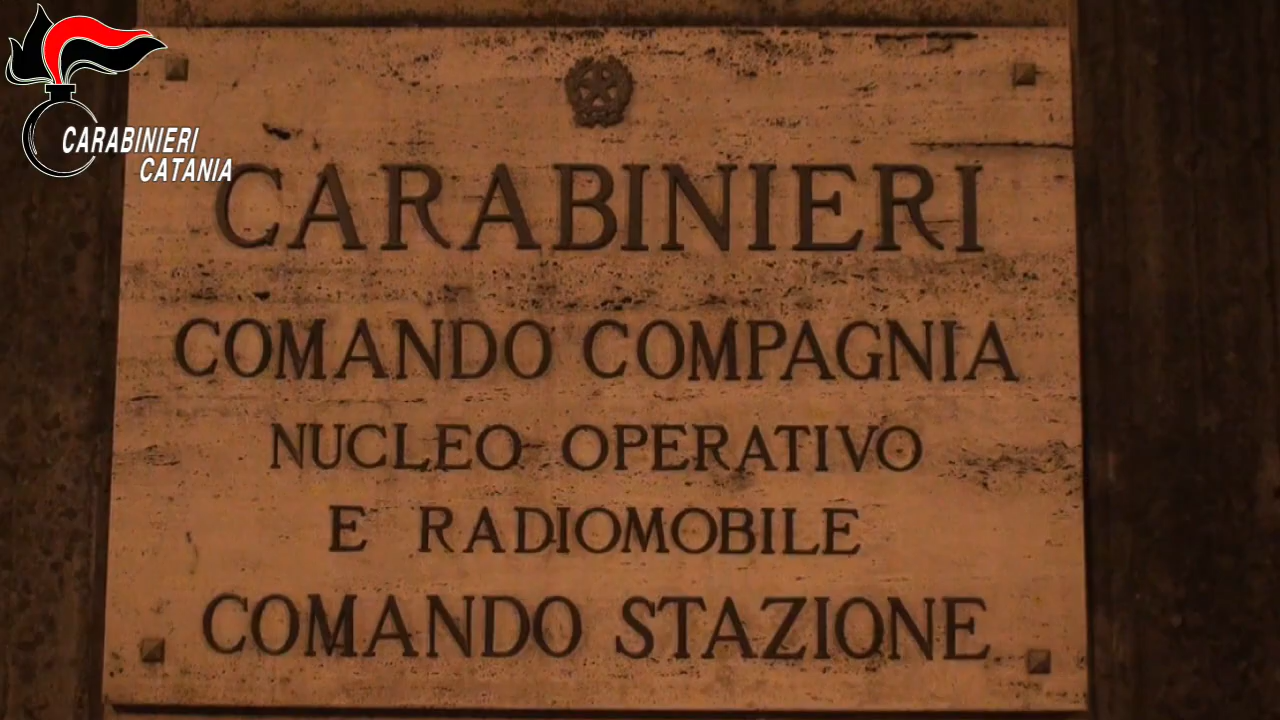 CARABINIERI
CATANIA
CARABINIERI
COMANDO COMPAGNIA
NUCLEO OPERATIVO
E RADIOMOBILE
COMANDO STAZIONE